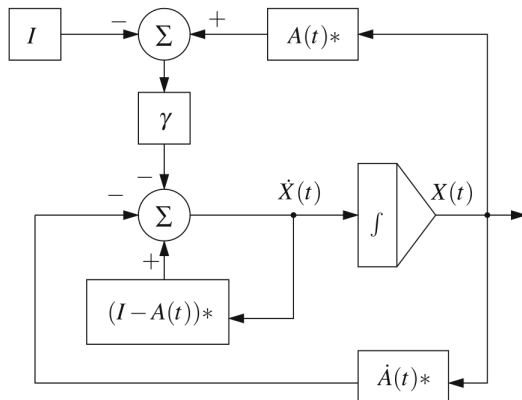 I
−
Σ
+
A(t)∗
γ
−
−
Σ
Ẋ(t)
∫
X(t)
+
(I−A(t))∗
Ȧ(t)∗